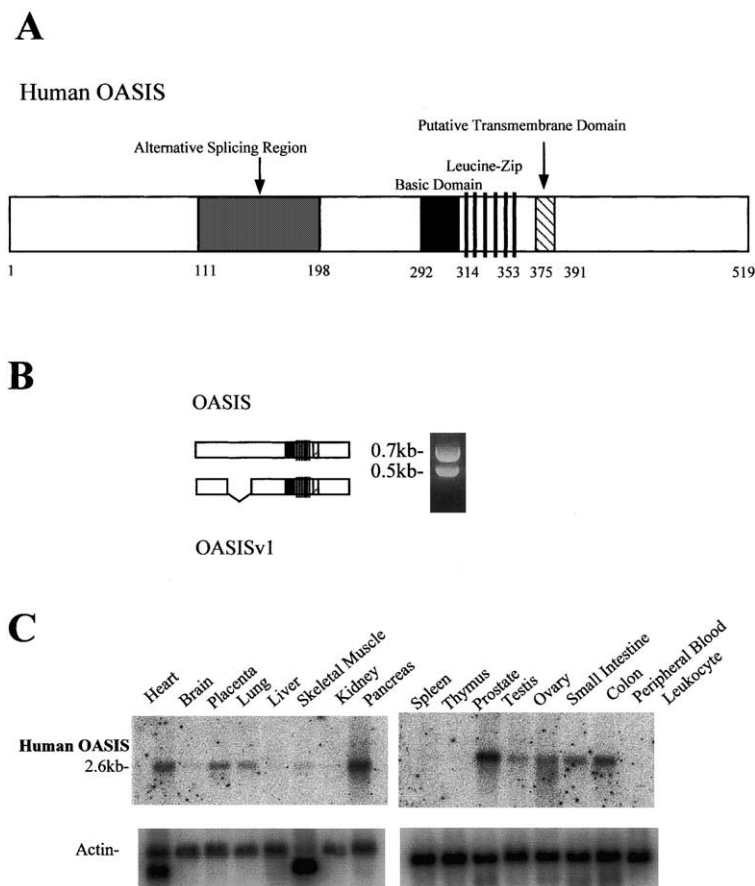 A
Human OASIS
Alternative Splicing Region
Putative Transmembrane Domain
Leucine-Zip
Basic Domain
1 111 198 292 314 353 375 391 519
B
OASIS
0.7kb-
0.5kb-
OASISv1
C
Heart
Brain
Placenta
Lung
Liver
Skeletal Muscle
Kidney
Pancreas
Spleen
Thymus
Prostate
Testis
Ovary
Small Intestine
Colon
Peripheral Blood
Leukocyte
Human OASIS
2.6kb-
Actin-